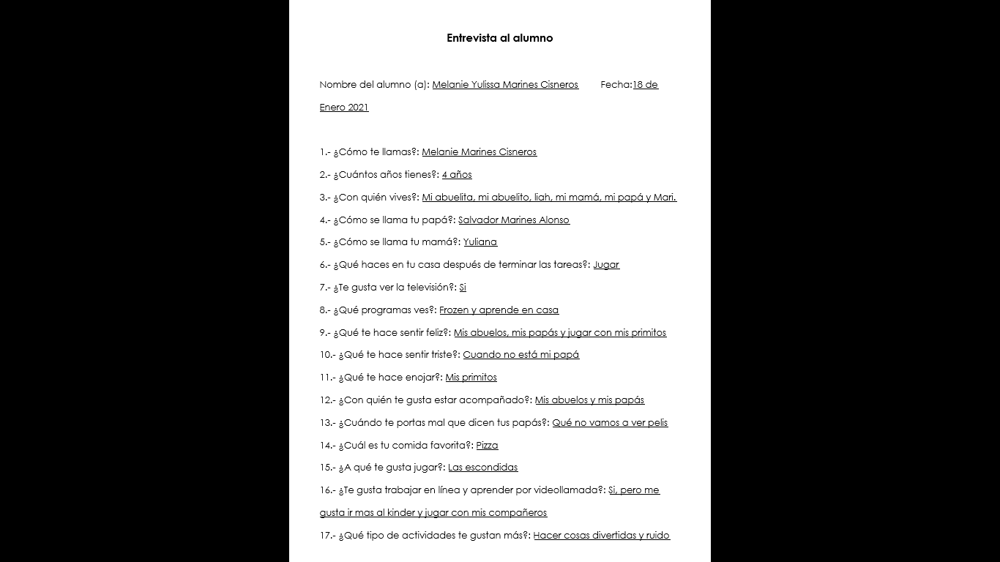 Entrevista al alumno
Nombre del alumno (a): Melanie Yulissa Marines Cisneros Fecha:18 de
Enero 2021
1.- ¿Cómo te llamas?: Melanie Marines Cisneros
2.- ¿Cuántos años tienes?: 4 años
3.- ¿Con quién vives?: Mi abuelita, mi abuelito, liah, mi mamá, mi papá y Mari.
4.- ¿Cómo se llama tu papá?: Salvador Marines Alonso
5.- ¿Cómo se llama tu mamá?: Yuliana
6.- ¿Qué haces en tu casa después de terminar las tareas?: Jugar
7.- ¿Te gusta ver la televisión?: Si
8.- ¿Qué programas ves?: Frozen y aprende en casa
9.- ¿Qué te hace sentir feliz?: Mis abuelos, mis papás y jugar con mis primitos
10.- ¿Qué te hace sentir triste?: Cuando no está mi papá
11.- ¿Qué te hace enojar?: Mis primitos
12.- ¿Con quién te gusta estar acompañado?: Mis abuelos y mis papás
13.- ¿Cuándo te portas mal que dicen tus papás?: Qué no vamos a ver pelis
14.- ¿Cuál es tu comida favorita?: Pizza
15.- ¿A qué te gusta jugar?: Las escondidas
16.- ¿Te gusta trabajar en línea y aprender por videollamada?: Si, pero me
gusta ir mas al kinder y jugar con mis compañeros
17.- ¿Qué tipo de actividades te gustan más?: Hacer cosas divertidas y ruido